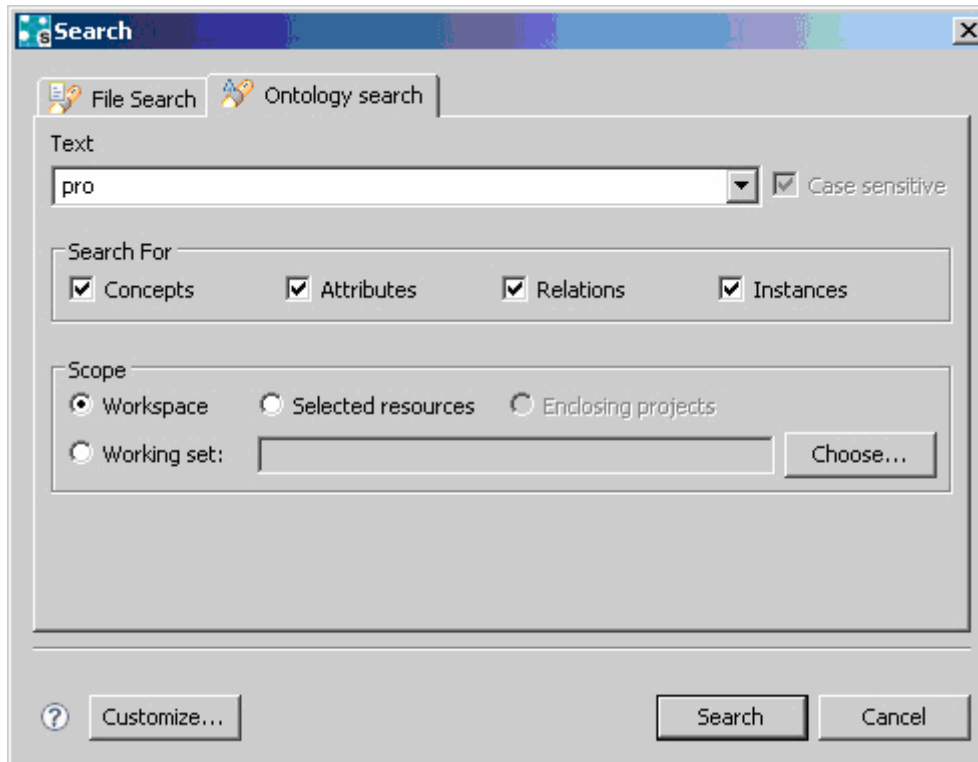 Search
File Search Ontology search
Text
pro Case sensitive
Search For
Concepts Attributes Relations Instances
Scope
Workspace Selected resources Enclosing projects
Working set: Choose...
? Customize... Search Cancel